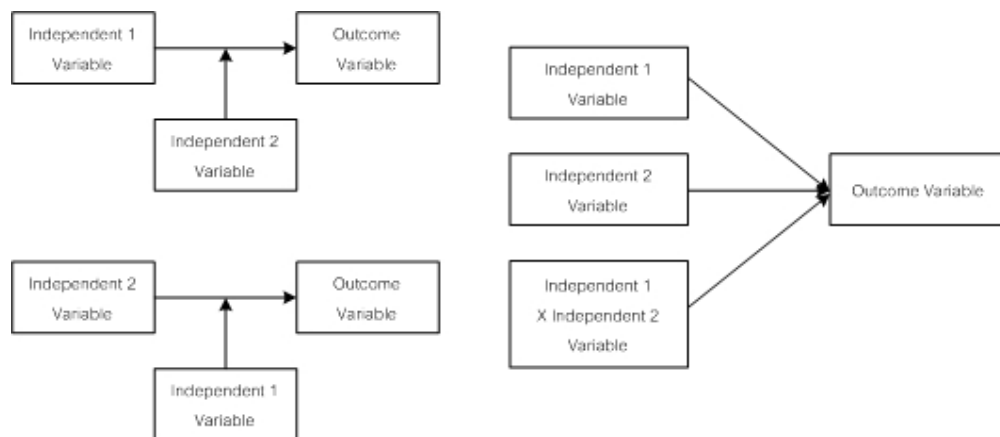 Independent 1
Variable
Outcome
Variable
Independent 2
Variable
Independent 2
Variable
Outcome
Variable
Independent 1
Variable
Independent 1
Variable
Independent 2
Variable
Independent 1
X Independent 2
Variable
Outcome Variable